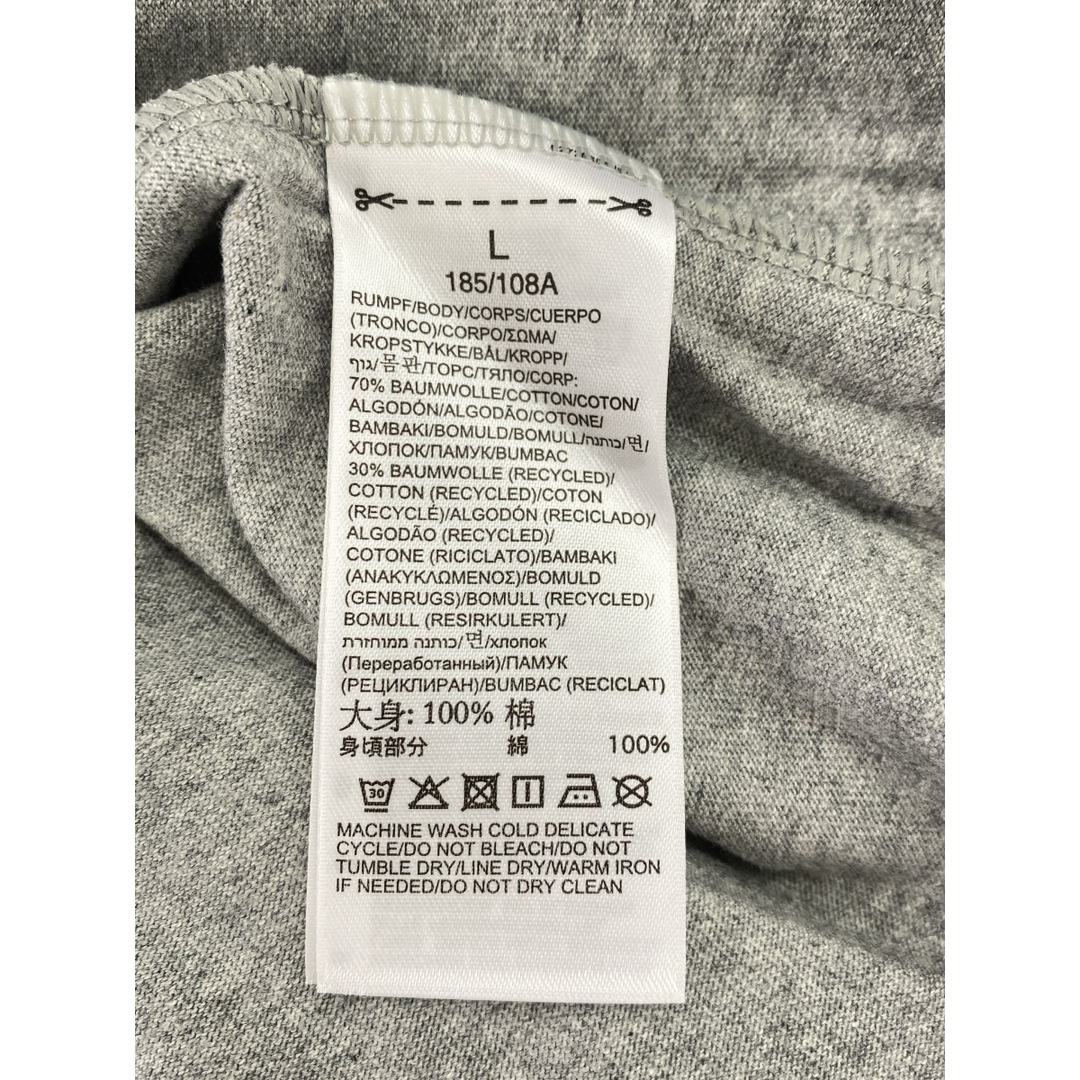 L
185/108A
RUMPF/BODY/CORPS/CUERPO
(TRONCO)/CORPO/ΣΩΜΑ/
KROPSTYKKE/BÅL/KROPP/
גוף/몸 판/ТОРС/ТЯЛО/CORP:
70% BAUMWOLLE/COTTON/COTON/
ALGODÓN/ALGODÃO/COTONE/
BAMBAKI/BOMULD/BOMULL/כותנה/면/
ХЛОПОК/ПАМУК/BUMBAC
30% BAUMWOLLE (RECYCLED)/
COTTON (RECYCLED)/COTON
(RECYCLÉ)/ALGODÓN (RECICLADO)/
ALGODÃO (RECYCLED)/
COTONE (RICICLATO)/BAMBAKI
(ΑΝΑΚΥΚΛΩΜΕΝΟΣ)/BOMULD
(GENBRUGS)/BOMULL (RECYCLED)/
BOMULL (RESIRKULERT)/
כותנה ממוחזרת/면/хлопок
(Переработанный)/ПАМУК
(РЕЦИКЛИРАН)/BUMBAC (RECICLAT)
大身: 100% 棉
身頃部分 綿 100%
30
MACHINE WASH COLD DELICATE
CYCLE/DO NOT BLEACH/DO NOT
TUMBLE DRY/LINE DRY/WARM IRON
IF NEEDED/DO NOT DRY CLEAN